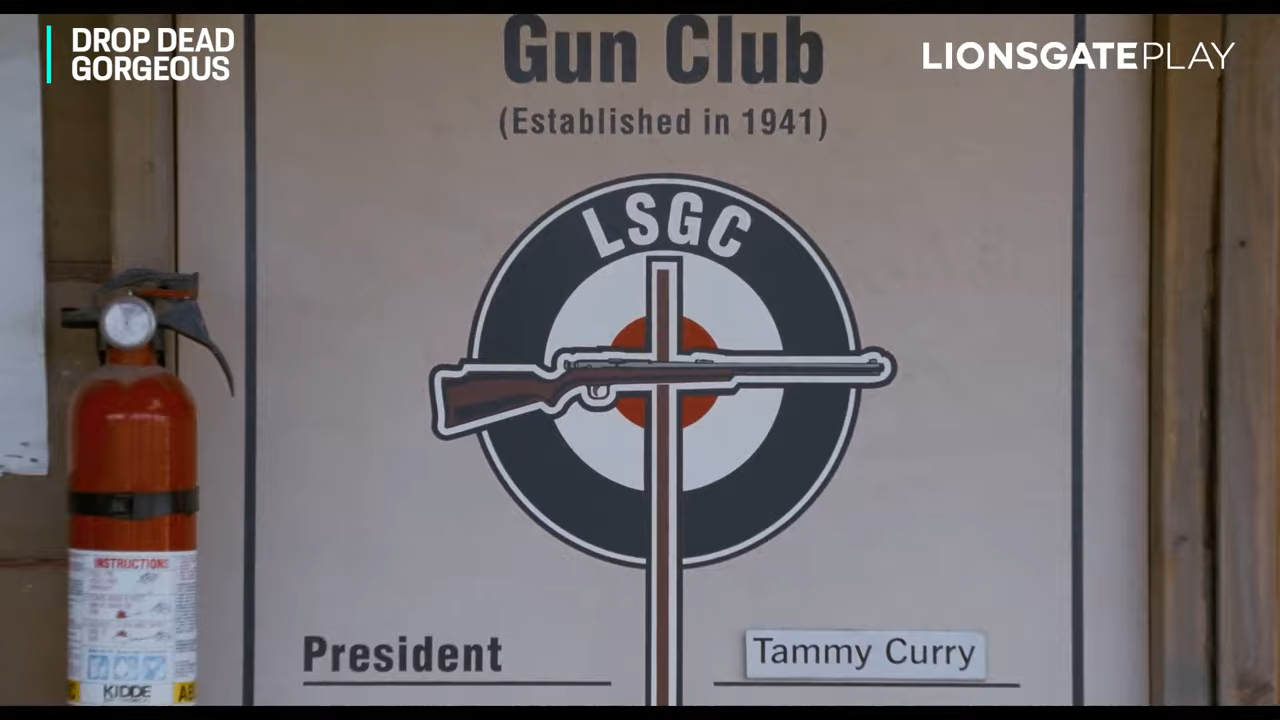 DROP DEAD
GORGEOUS
LIONSGATEPLAY
Gun Club
(Established in 1941)
LSGC
President
Tammy Curry
INSTRUCTIONS
KIDDE